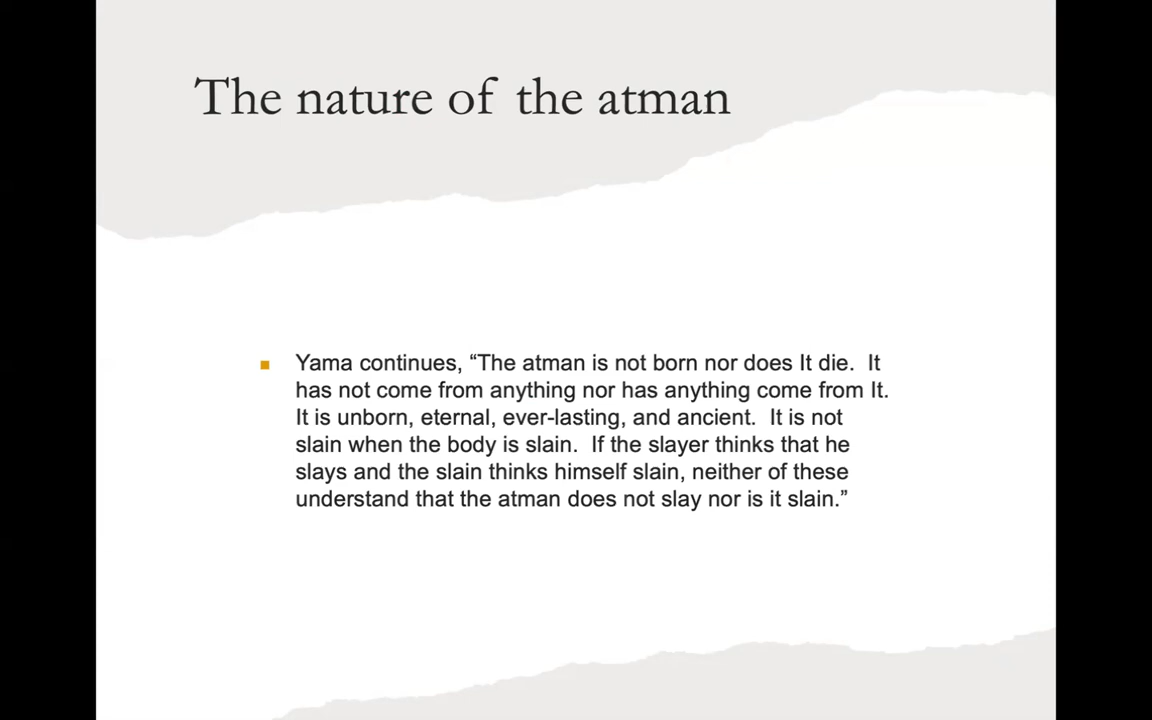 The nature of the atman
Yama continues, “The atman is not born nor does It die.  It
has not come from anything nor has anything come from It.
It is unborn, eternal, ever-lasting, and ancient.  It is not
slain when the body is slain.  If the slayer thinks that he
slays and the slain thinks himself slain, neither of these
understand that the atman does not slay nor is it slain.”